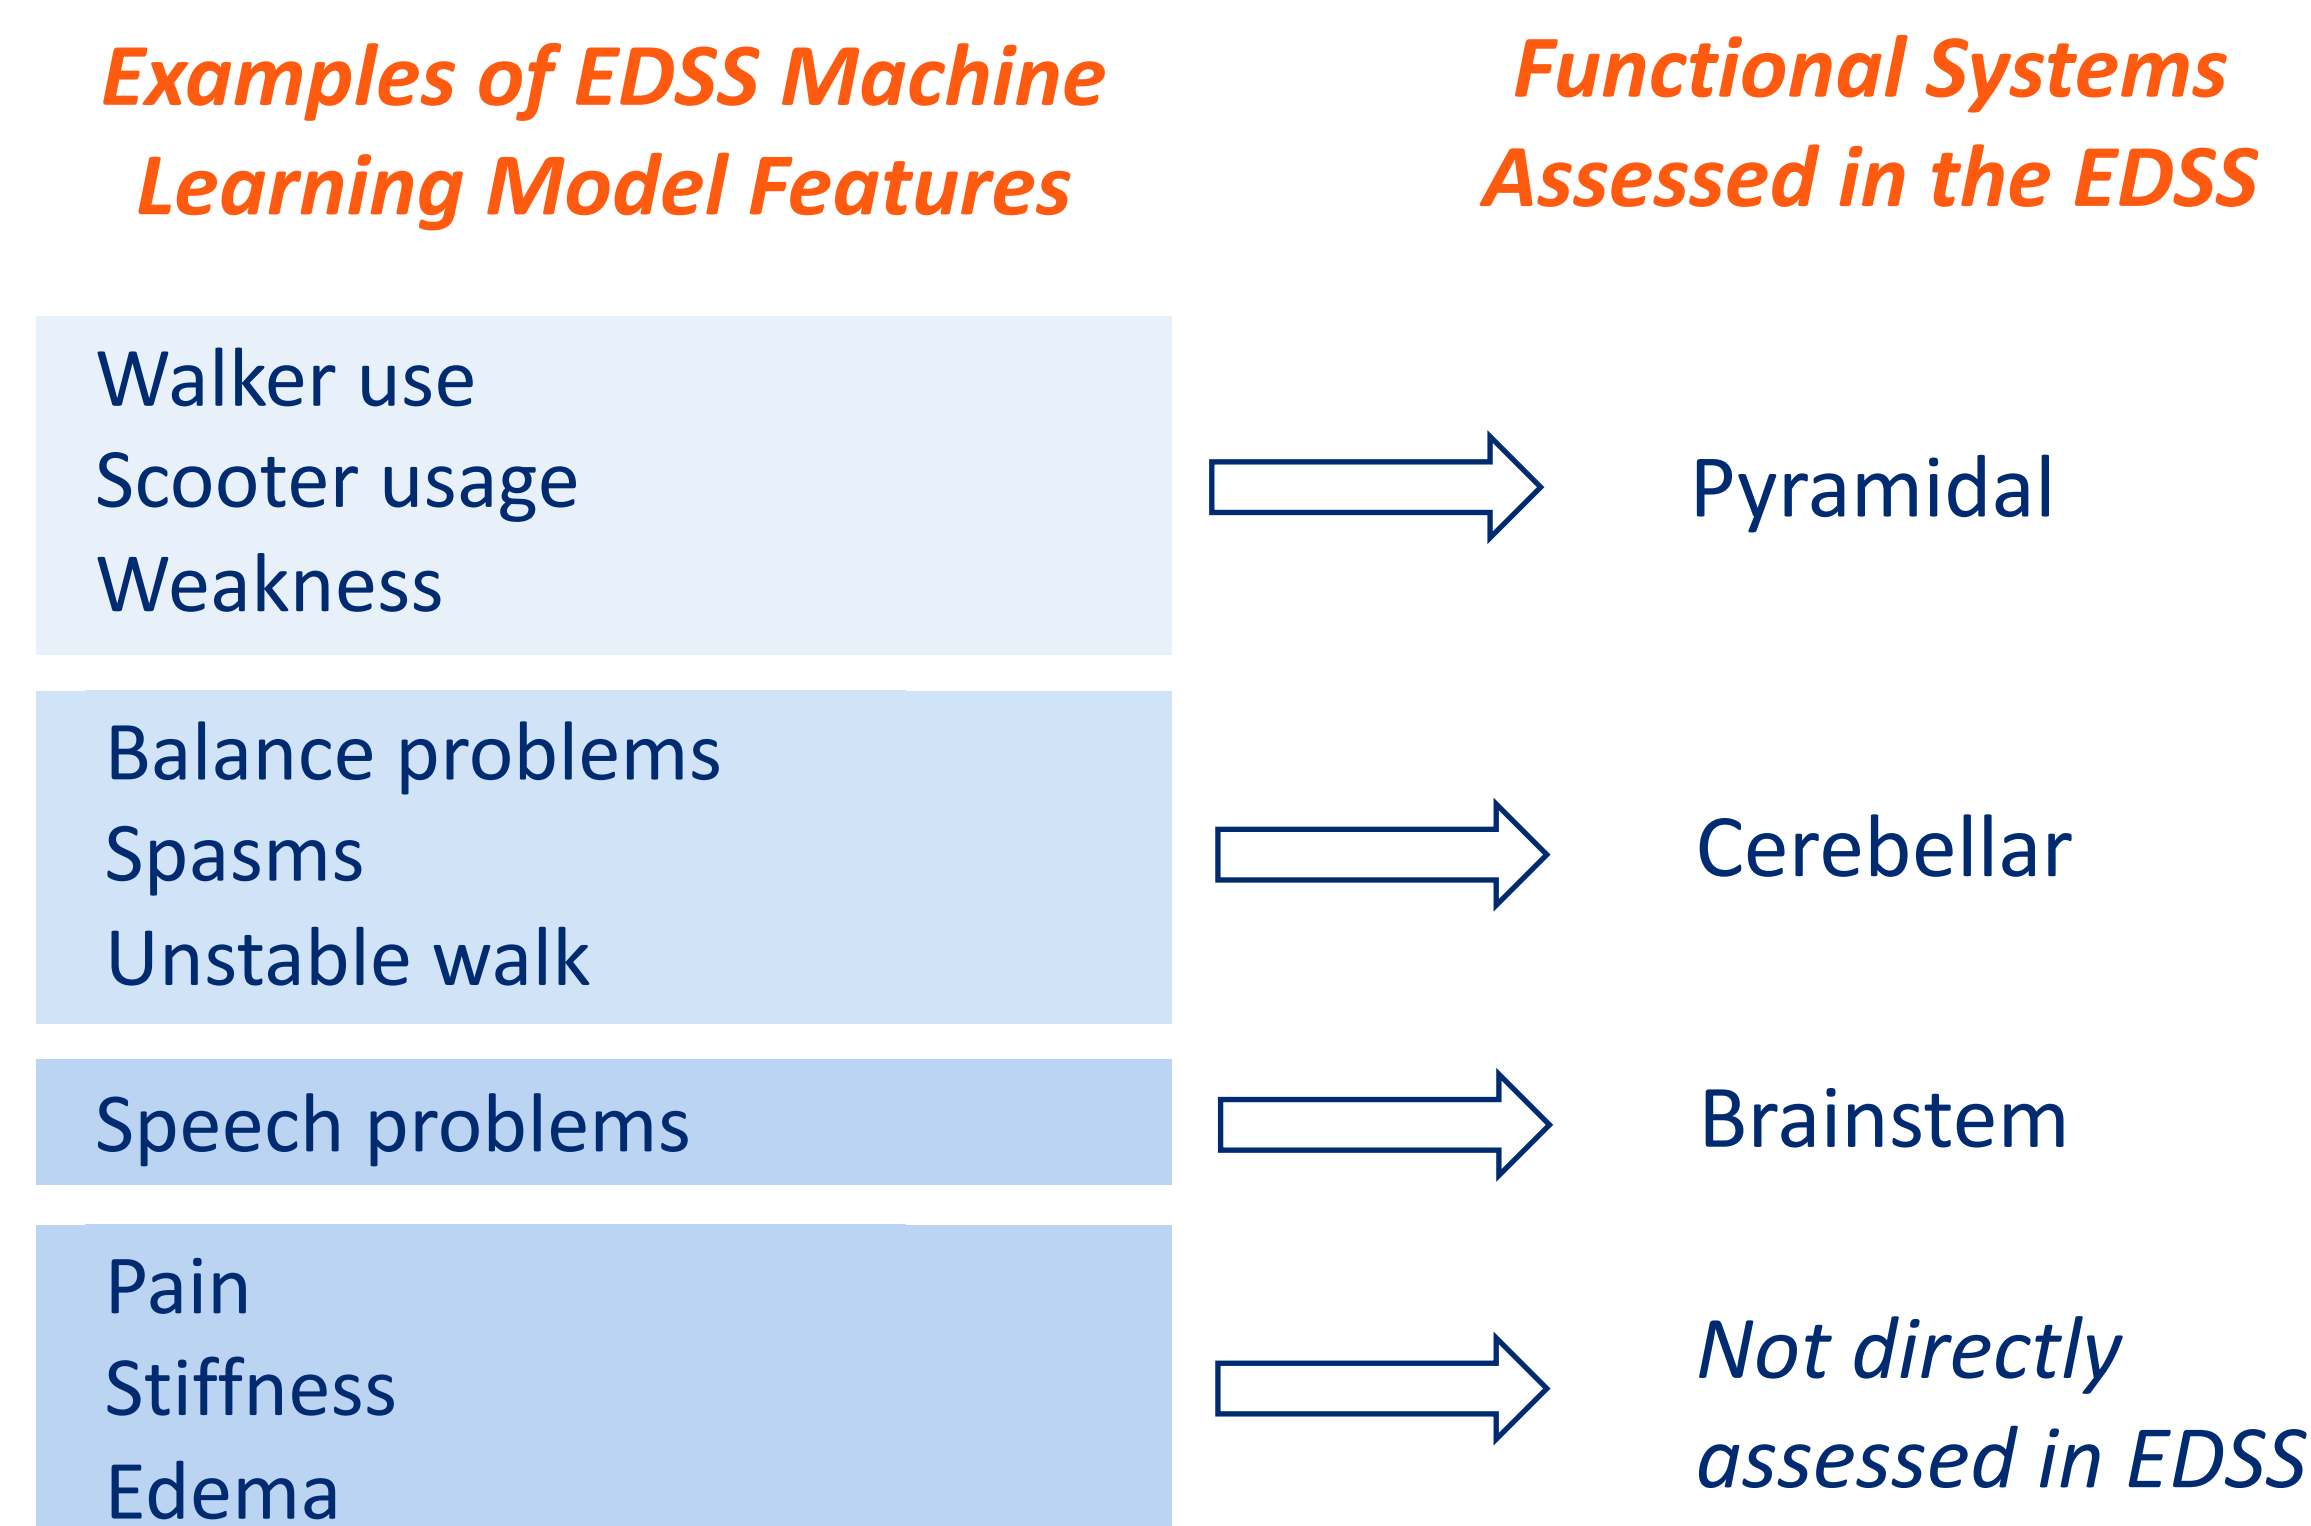 Examples of EDSS Machine
Learning Model Features
Functional Systems
Assessed in the EDSS
Walker use
Scooter usage
Weakness
Pyramidal
Balance problems
Spasms
Unstable walk
Cerebellar
Speech problems
Brainstem
Pain
Stiffness
Edema
Not directly
assessed in EDSS